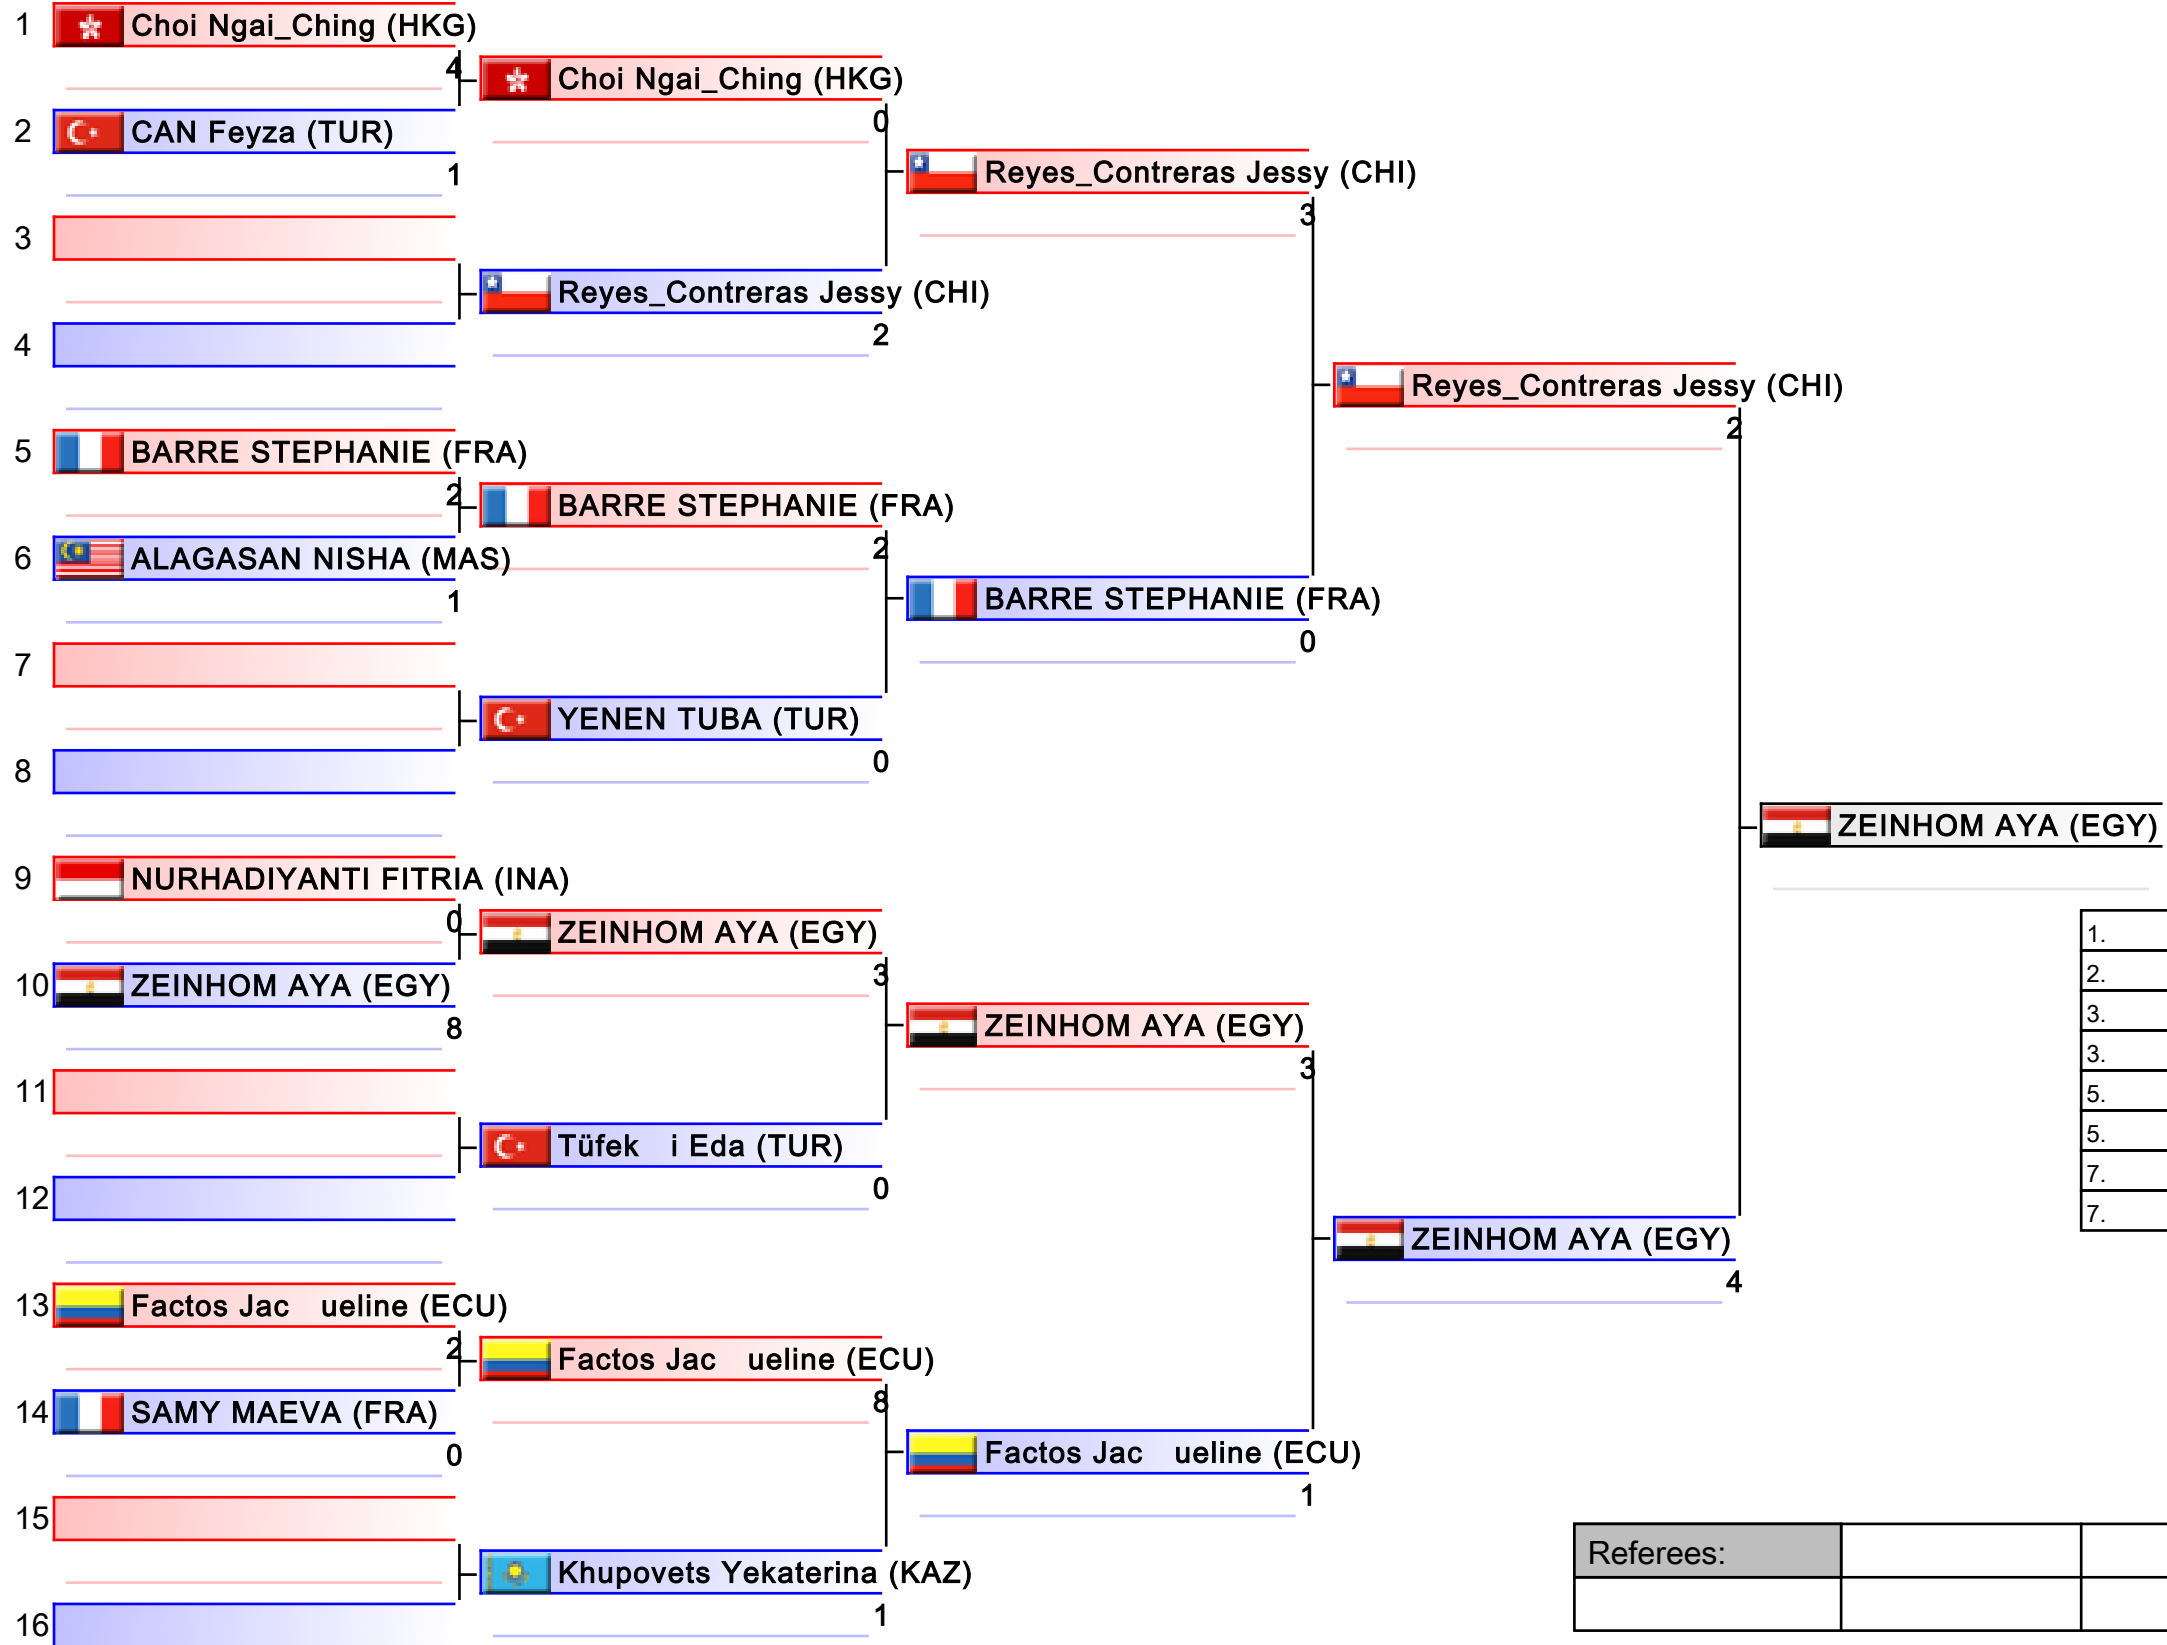 1 Choi Ngai_Ching (HKG)
4
Choi Ngai_Ching (HKG)
0
2 CAN Feyza (TUR)
1
Reyes_Contreras Jessy (CHI)
3
3
Reyes_Contreras Jessy (CHI)
2
4
Reyes_Contreras Jessy (CHI)
2
5 BARRE STEPHANIE (FRA)
2
BARRE STEPHANIE (FRA)
2
6 ALAGASAN NISHA (MAS)
1
BARRE STEPHANIE (FRA)
0
7
YENEN TUBA (TUR)
0
8
ZEINHOM AYA (EGY)
9 NURHADIYANTI FITRIA (INA)
0
ZEINHOM AYA (EGY)
3
10 ZEINHOM AYA (EGY)
8
ZEINHOM AYA (EGY)
3
11
Tüfek i Eda (TUR)
0
12
ZEINHOM AYA (EGY)
4
13 Factos Jac ueline (ECU)
2
Factos Jac ueline (ECU)
8
14 SAMY MAEVA (FRA)
0
Factos Jac ueline (ECU)
1
15
Khupovets Yekaterina (KAZ)
1
16
1.
2.
3.
3.
5.
5.
7.
7.
Referees: